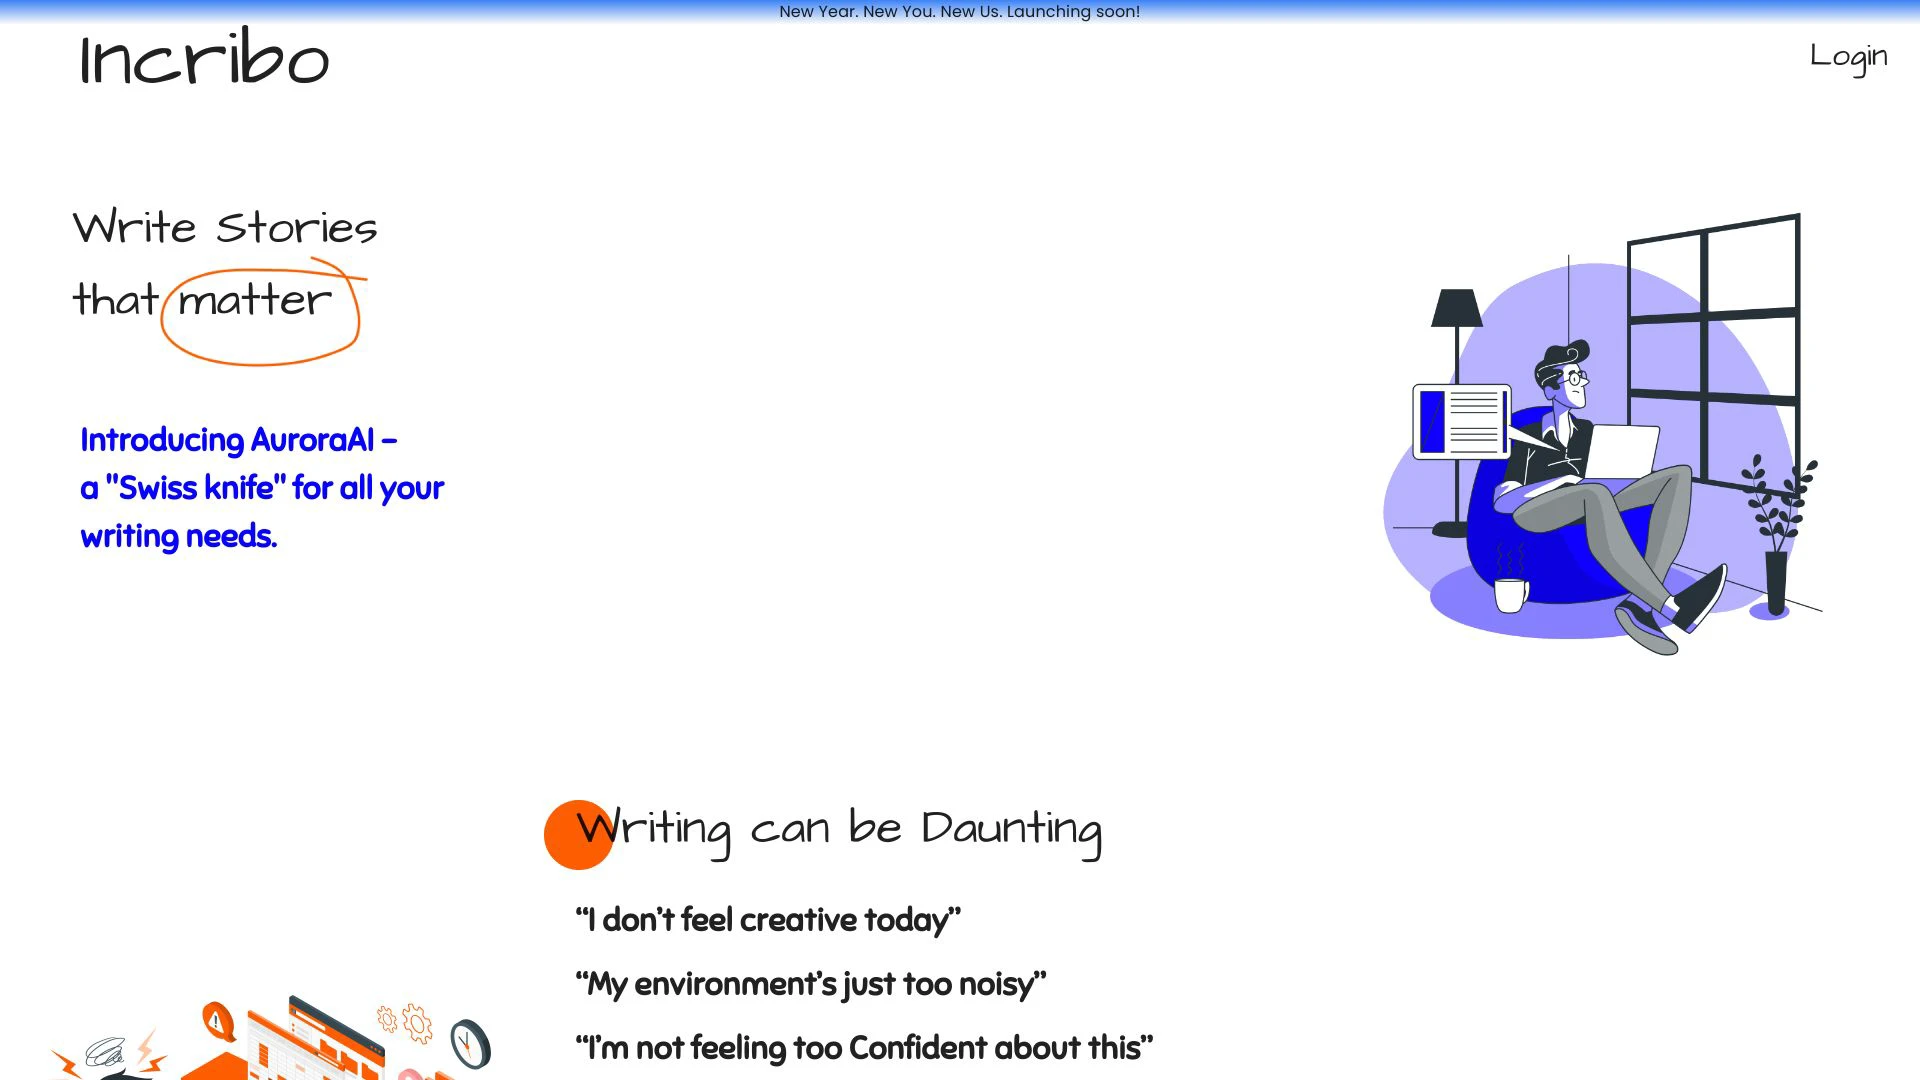 New Year. New You. New Us. Launching soon!
Incribo
Login
Write Stories
that matter
Introducing AuroraAI –
a "Swiss knife" for all your
writing needs.
Writing can be Daunting
“I don’t feel creative today”
“My environment’s just too noisy”
“I’m not feeling too Confident about this”